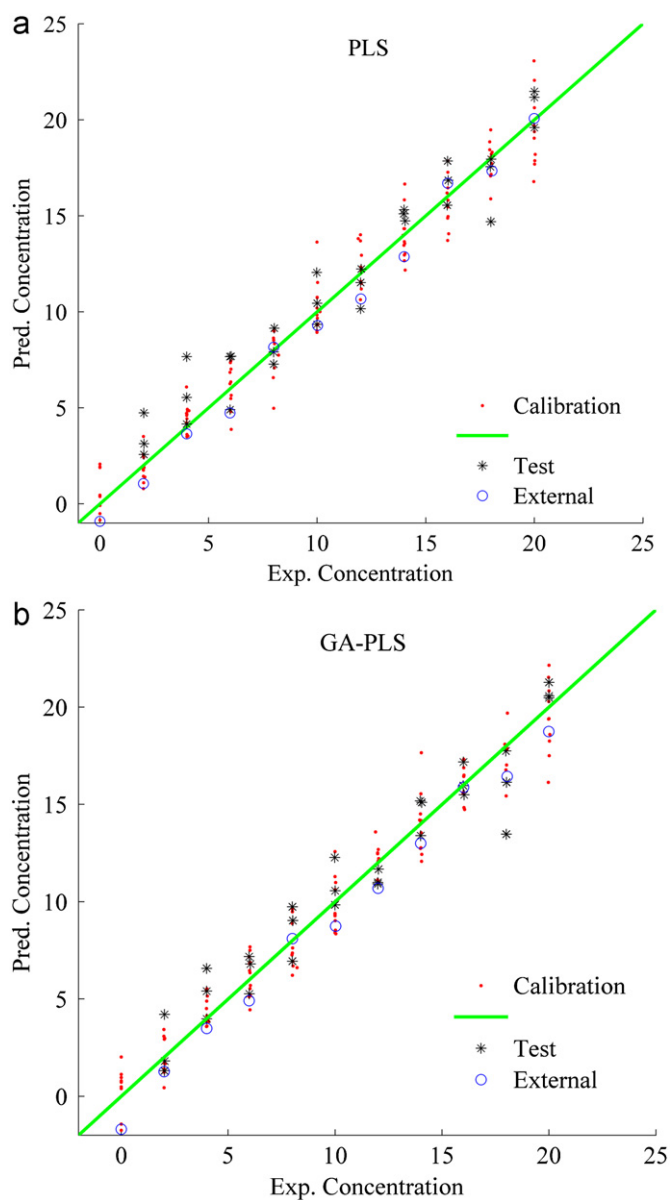 a
PLS
25
20
15
10
5
0
Pred. Concentration
Calibration
Test
External
0 5 10 15 20 25
Exp. Concentration
b
GA-PLS
25
20
15
10
5
0
Pred. Concentration
Calibration
Test
External
0 5 10 15 20 25
Exp. Concentration